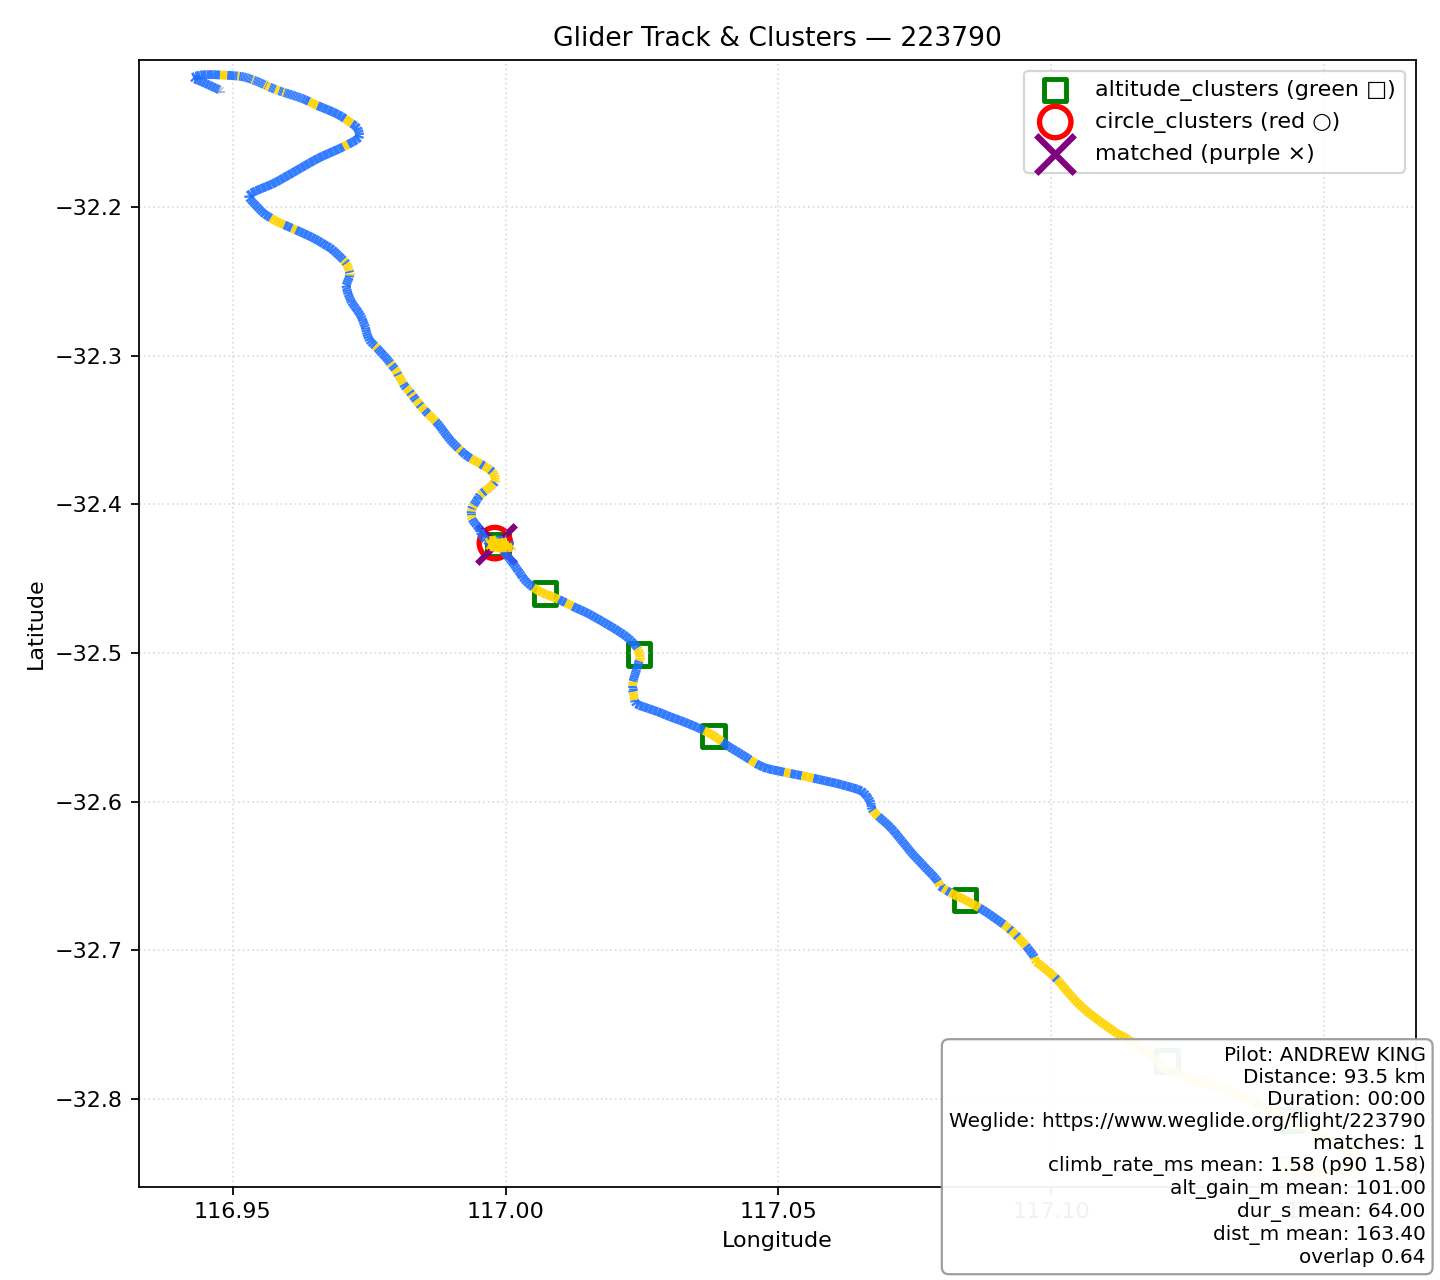 Glider Track & Clusters — 223790
altitude_clusters (green □)
circle_clusters (red ○)
matched (purple ×)
−32.2
−32.3
−32.4
−32.5
−32.6
−32.7
−32.8
Latitude
116.95
117.00
117.05
117.10
Longitude
Pilot: ANDREW KING
Distance: 93.5 km
Duration: 00:00
Weglide: https://www.weglide.org/flight/223790
matches: 1
climb_rate_ms mean: 1.58 (p90 1.58)
alt_gain_m mean: 101.00
dur_s mean: 64.00
dist_m mean: 163.40
overlap 0.64